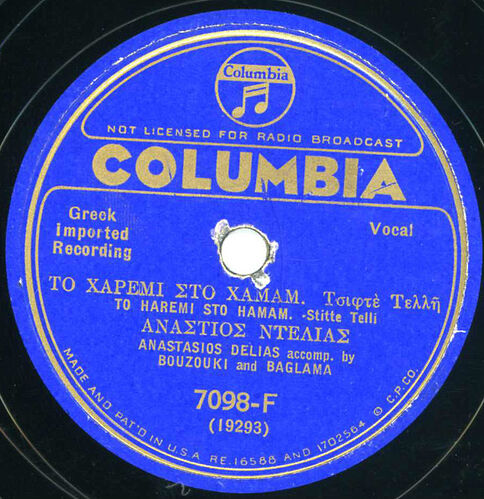 Columbia
NOT LICENSED FOR RADIO BROADCAST
COLUMBIA
Greek
imported
Recording
Vocal
ΤΟ ΧΑΡΕΜΙ ΣΤΟ ΧΑΜΑΜ. Τσιφτὲ Τελλῆ
TO HAREMI STO HAMAM. -Stitte Telli
ΑΝΑΣΤΙΟΣ ΝΤΕΛΙΑΣ
ANASTASIOS DELIAS accomp. by
BOUZOUKI and BAGLAMA
7098-F
(19293)
MADE AND PAT'D IN U.S.A. RE.16588 AND 1702564 © C.P.CO.